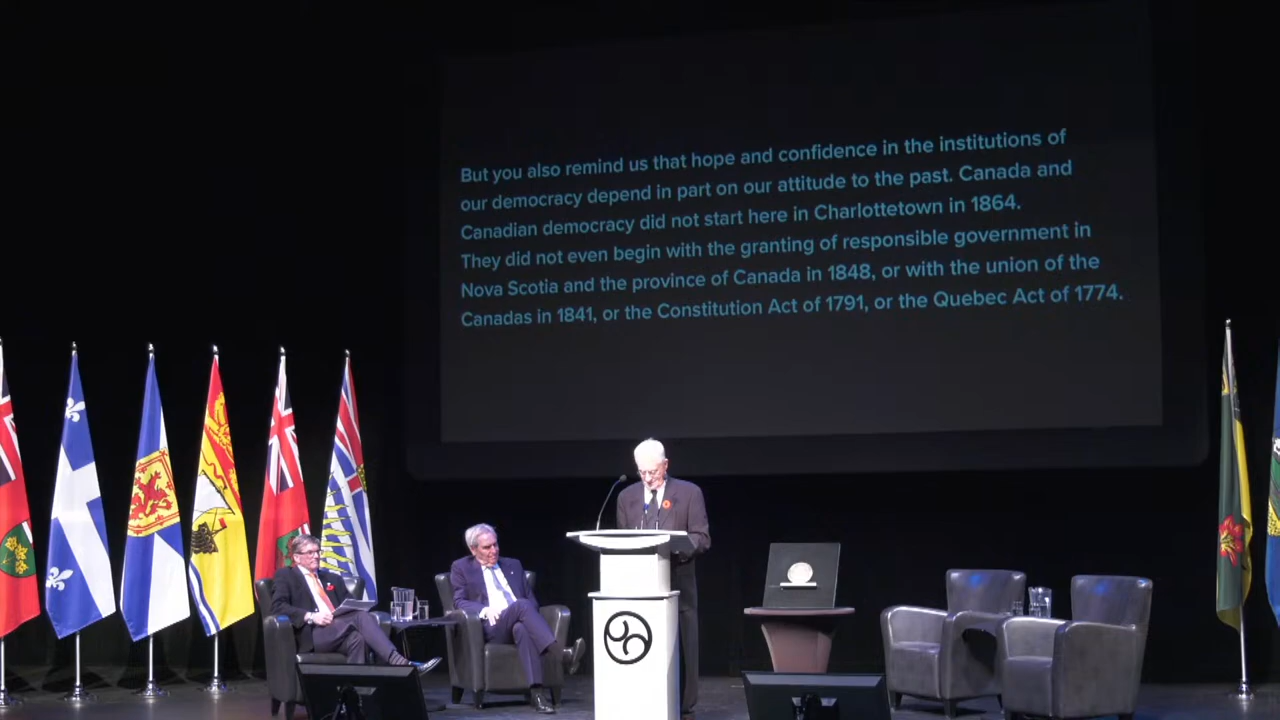 But you also remind us that hope and confidence in the institutions of
our democracy depend in part on our attitude to the past. Canada and
Canadian democracy did not start here in Charlottetown in 1864.
They did not even begin with the granting of responsible government in
Nova Scotia and the province of Canada in 1848, or with the union of the
Canadas in 1841, or the Constitution Act of 1791, or the Quebec Act of 1774.